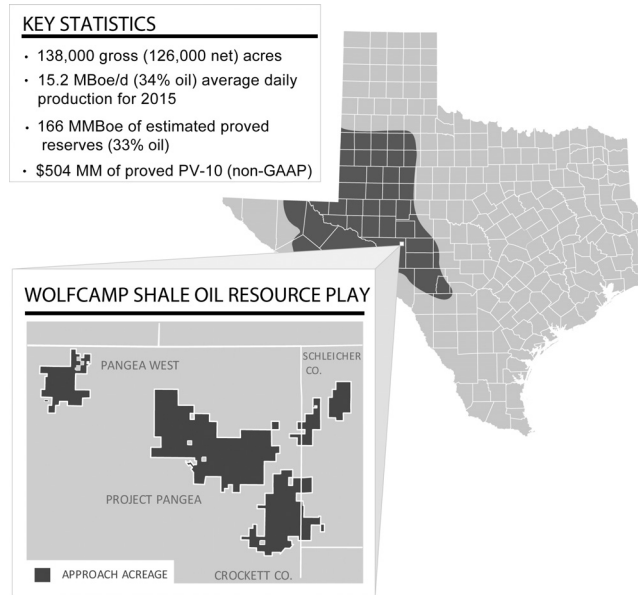 KEY STATISTICS
• 138,000 gross (126,000 net) acres
• 15.2 MBoe/d (34% oil) average daily
production for 2015
• 166 MMBoe of estimated proved
reserves (33% oil)
• $504 MM of proved PV-10 (non-GAAP)
WOLFCAMP SHALE OIL RESOURCE PLAY
PANGEA WEST
SCHLEICHER
CO.
PROJECT PANGEA
CROCKETT CO.
APPROACH ACREAGE